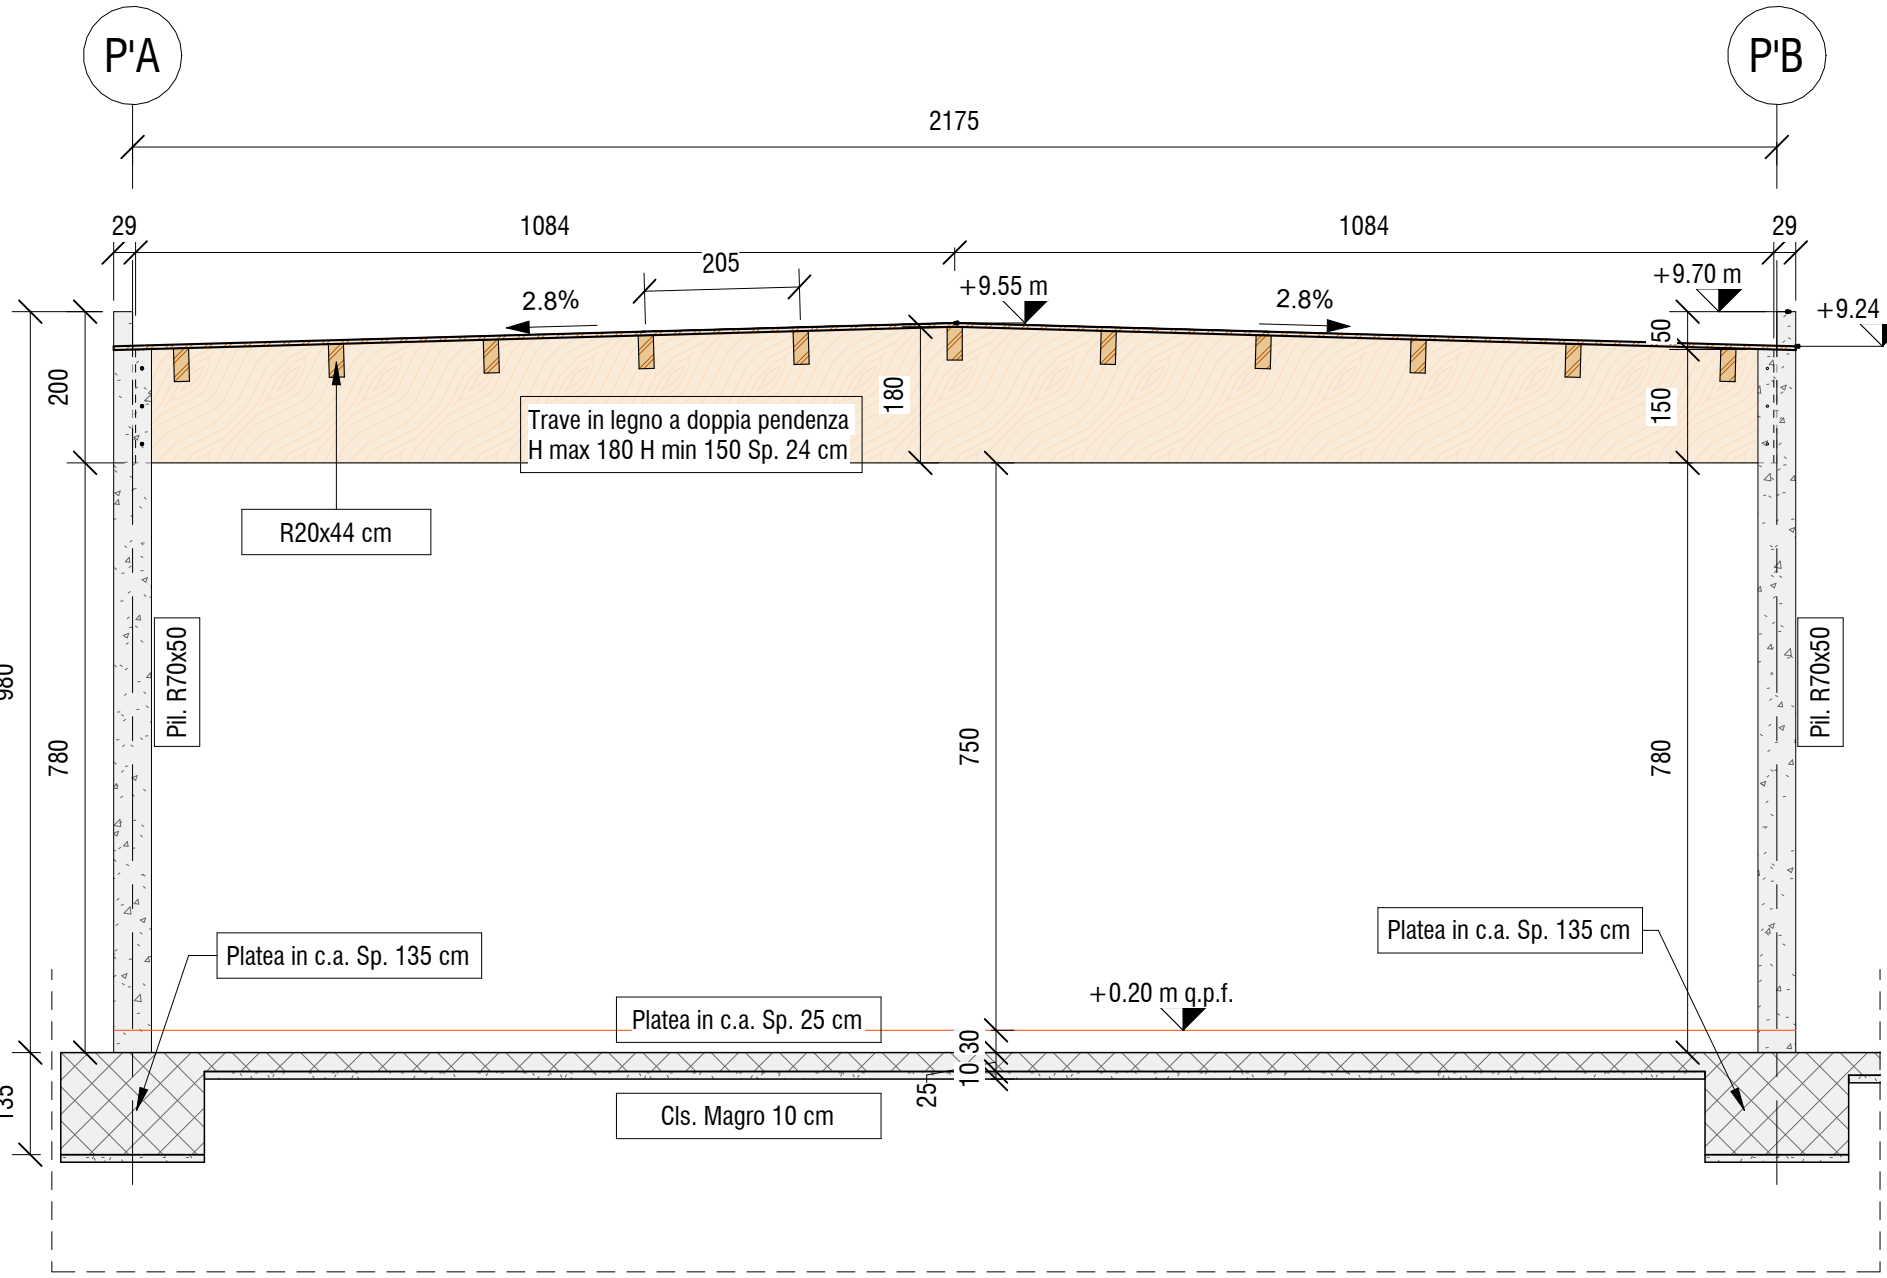 P'A
P'B
2175
29
1084
1084
29
205
2.8%
+9.55 m
2.8%
+9.70 m
+9.24
50
200
180
150
Trave in legno a doppia pendenza
H max 180 H min 150 Sp. 24 cm
R20x44 cm
Pil. R70x50
Pil. R70x50
980
780
750
780
Platea in c.a. Sp. 135 cm
Platea in c.a. Sp. 135 cm
+0.20 m q.p.f.
Platea in c.a. Sp. 25 cm
30
10
25
135
Cls. Magro 10 cm